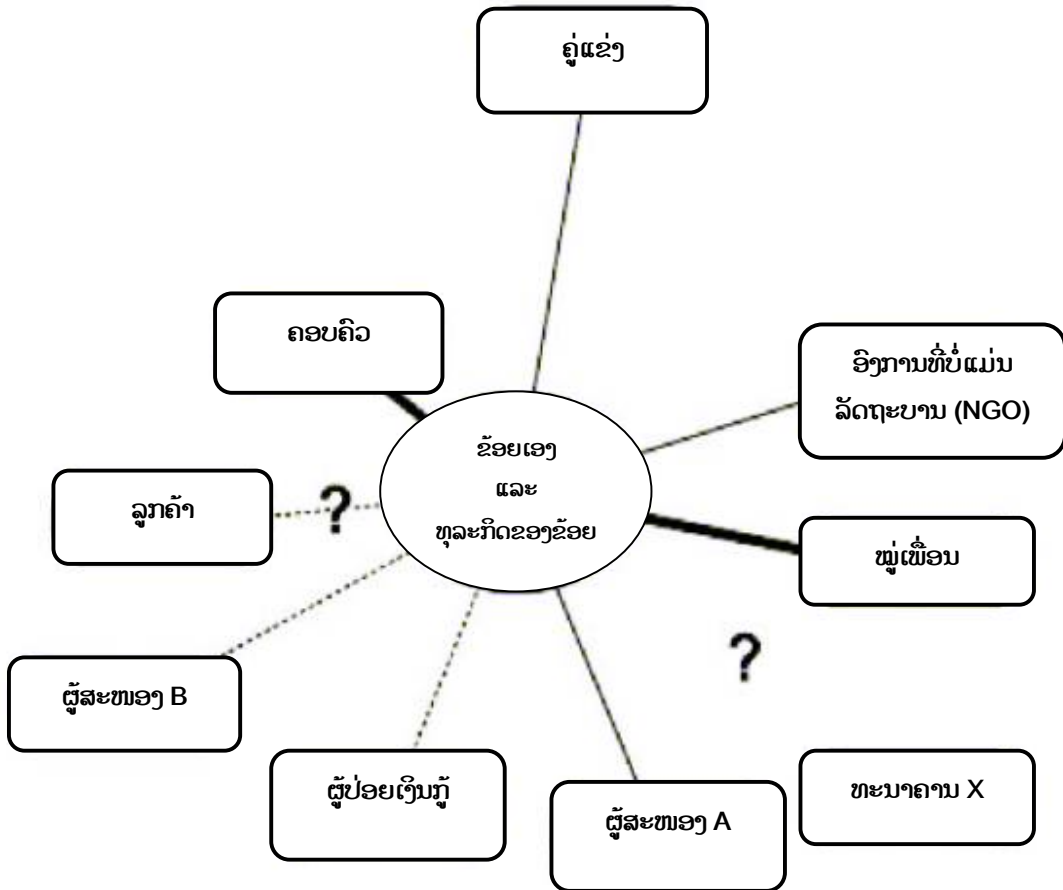 ຄູ່ແຂ່ງ
ຄອບຄົວ
ອົງການທີ່ບໍ່ແມ່ນ
ລັດຖະບານ (NGO)
ຂ້ອຍເອງ
ແລະ
ທຸລະກິດຂອງຂ້ອຍ
ລູກຄ້າ
?
ໝູ່ເພື່ອນ
?
ຜູ້ສະໜອງ B
ຜູ້ປ່ອຍເງິນກູ້
ຜູ້ສະໜອງ A
ທະນາຄານ X